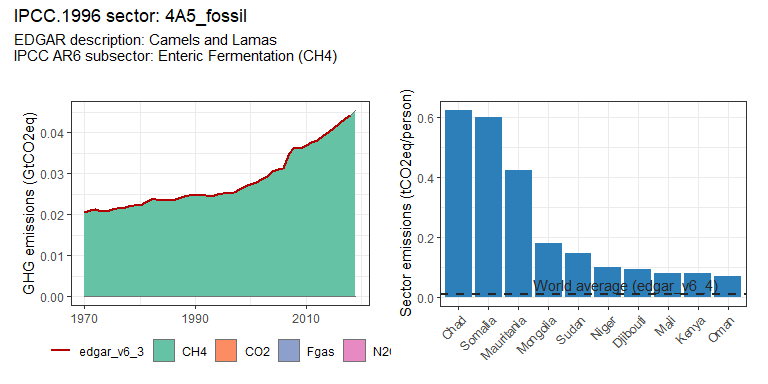 IPCC.1996 sector: 4A5_fossil
EDGAR description: Camels and Lamas
IPCC AR6 subsector: Enteric Fermentation (CH4)
GHG emissions (GtCO2eq)
0.04
0.03
0.02
0.01
0.00
1970
1990
2010
edgar_v6_3
CH4
CO2
Fgas
Sector emissions (tCO2eq/person)
0.6
0.4
0.2
0.0
World average (edgar_v6_4)
Chad
Somalia
Mauritania
Mongolia
Sudan
Niger
Djibouti
Mali
Kenya
Oman